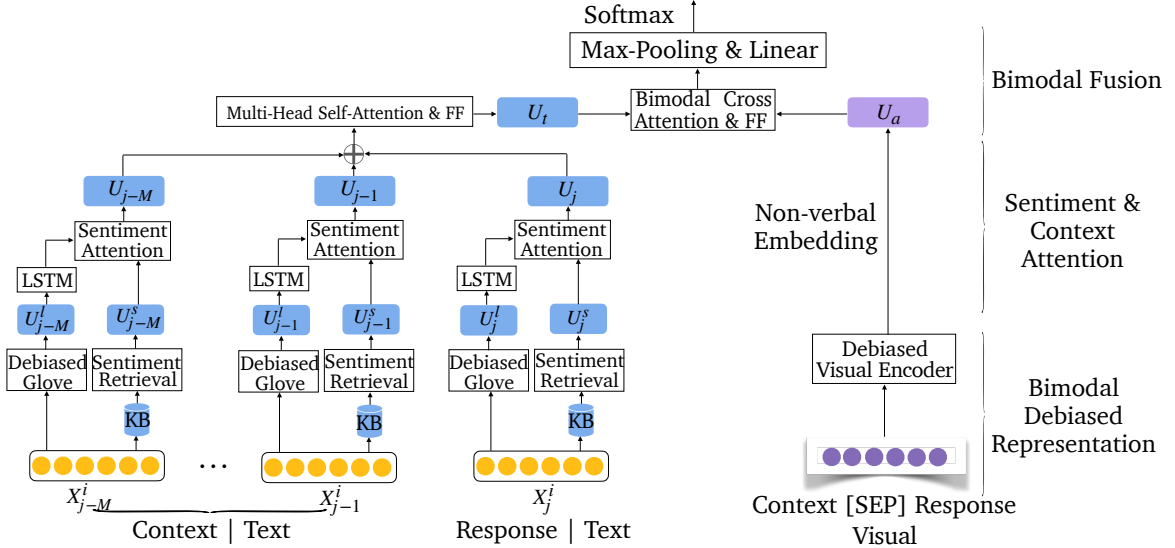 Softmax
Max-Pooling & Linear
Bimodal Fusion
Multi-Head Self-Attention & FF
U_t
Bimodal Cross
Attention & FF
U_a
U_{j-M}
U_{j-1}
U_j
Sentiment
Attention
Sentiment
Attention
Sentiment
Attention
Non-verbal
Embedding
Sentiment &
Context
Attention
LSTM
LSTM
LSTM
U^l_{j-M}
U^s_{j-M}
U^l_{j-1}
U^s_{j-1}
U^l_j
U^s_j
Debiased
Glove
Sentiment
Retrieval
Debiased
Glove
Sentiment
Retrieval
Debiased
Glove
Sentiment
Retrieval
Debiased
Visual Encoder
Bimodal
Debiased
Representation
KB
KB
KB
...
X^i_{j-M}
X^i_{j-1}
X^i_j
Context | Text
Response | Text
Context [SEP] Response
Visual